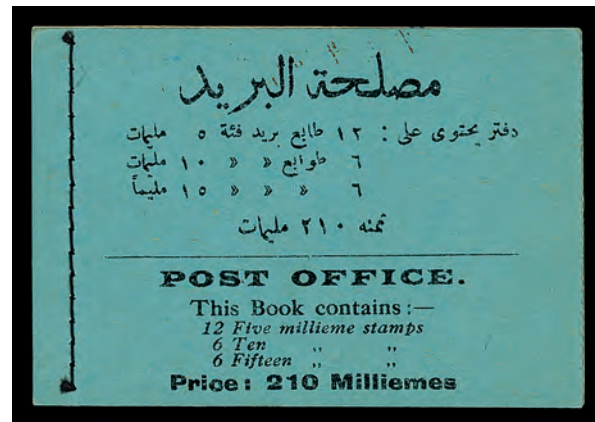 مصلحة البريد
دفتر يحتوى على : ١٢ طابع بريد فئة ٥ مليمات
٦ طوابع » » ١٠ مليمات
٦ » » » ١٥ مليماً
ثمنه ٢١٠ مليمات
POST OFFICE.
This Book contains :—
12 Five millieme stamps
6 Ten „ „
6 Fifteen „ „
Price: 210 Milliemes